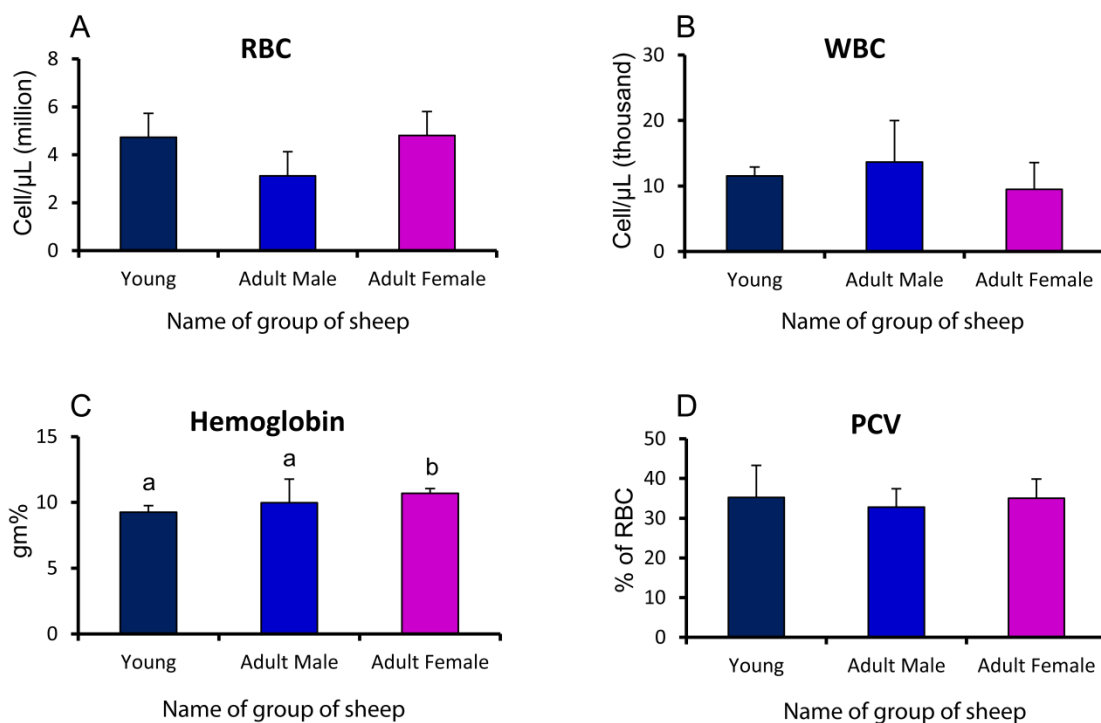 A
RBC
Cell/µL (million)
8
6
4
2
0
Young Adult Male Adult Female
Name of group of sheep
B
WBC
Cell/µL (thousand)
30
20
10
0
Young Adult Male Adult Female
Name of group of sheep
C
Hemoglobin
gm%
15
10
5
0
a a b
Young Adult Male Adult Female
Name of group of sheep
D
PCV
% of RBC
50
40
30
20
10
0
Young Adult Male Adult Female
Name of group of sheep